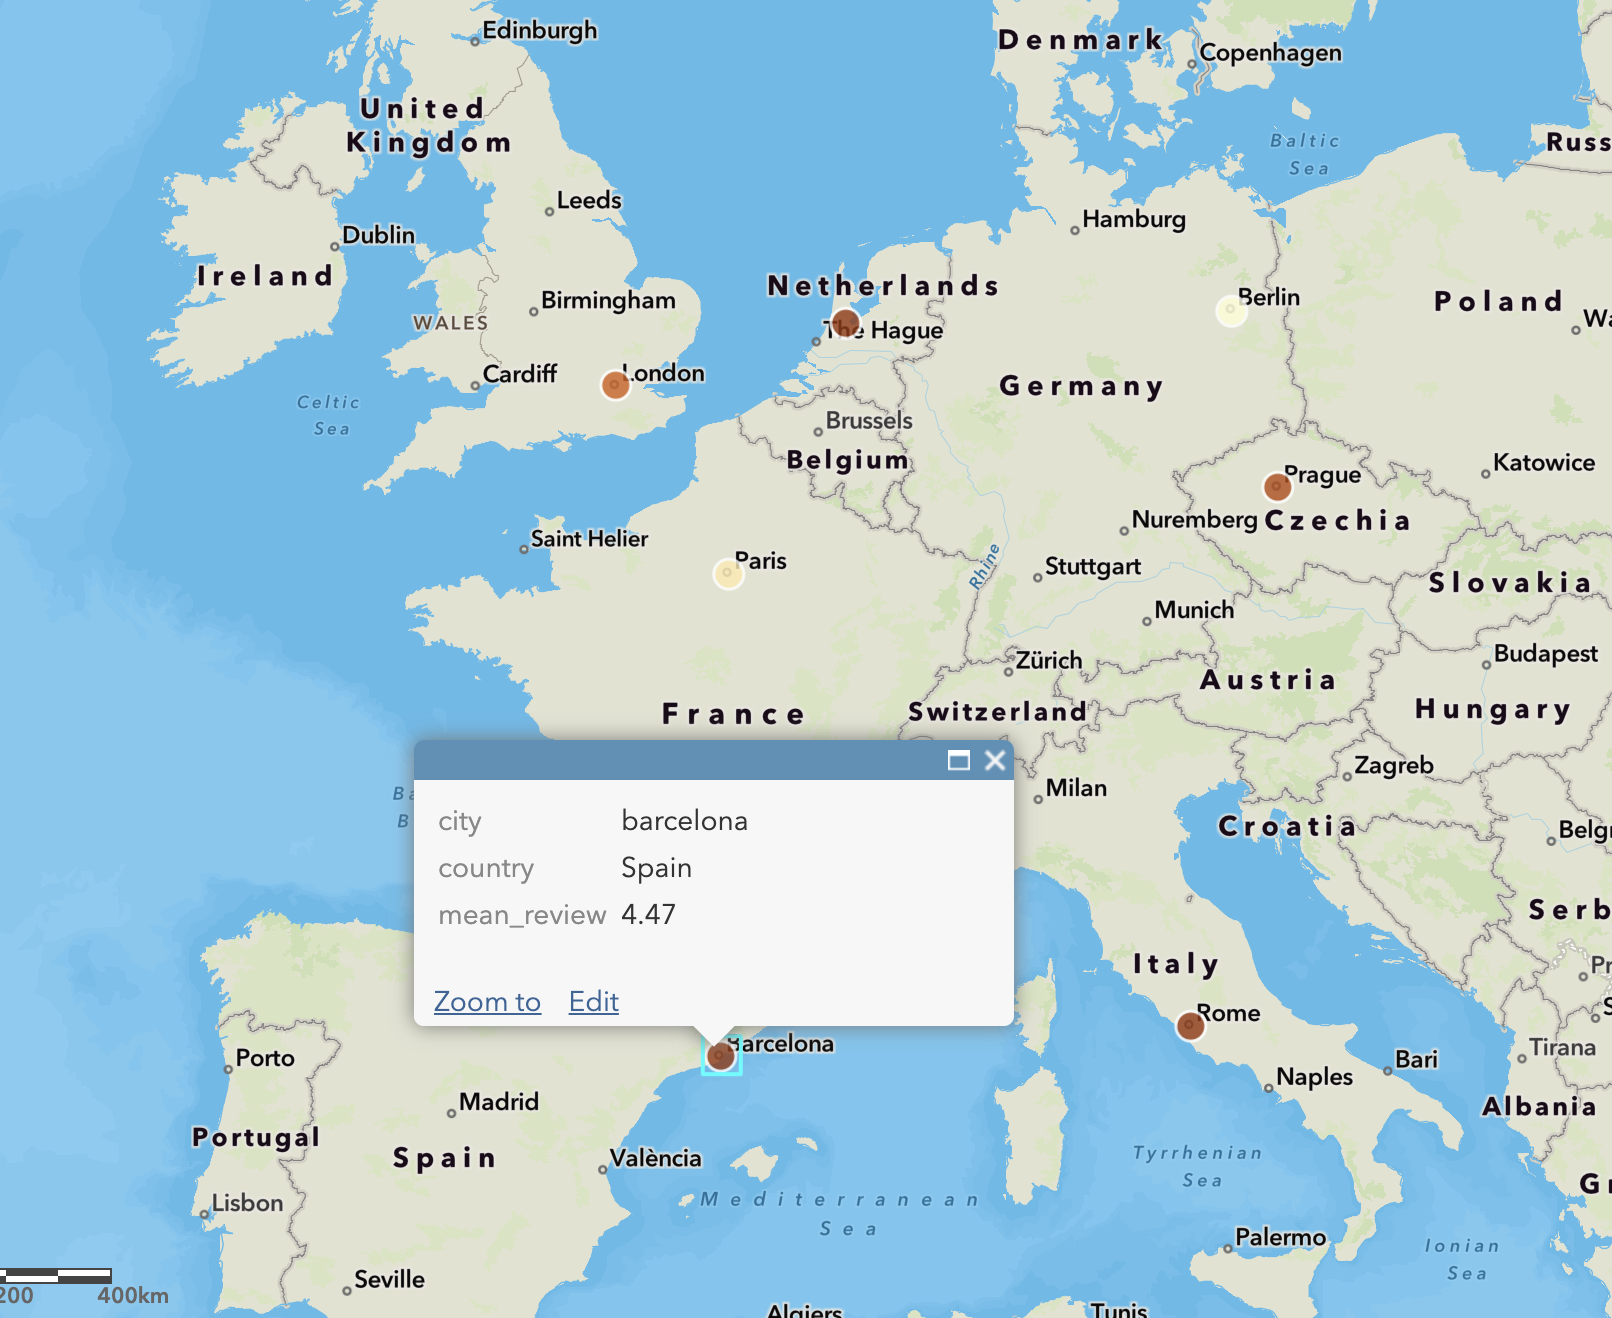 Edinburgh
Denmark
Copenhagen
United
Kingdom
Baltic
Sea
Leeds
Hamburg
Dublin
Ireland
Netherlands
Birmingham
Berlin
Poland
WALES
The Hague
London
Cardiff
Germany
Celtic
Sea
Brussels
Belgium
Prague
Katowice
Nuremberg
Czechia
Saint Helier
Paris
Rhine
Stuttgart
Slovakia
Munich
Zürich
Budapest
Austria
France
Switzerland
Hungary
Zagreb
Milan
Croatia
city barcelona
country Spain
mean_review 4.47
Zoom to Edit
Italy
Rome
Barcelona
Porto
Tirana
Bari
Naples
Madrid
Albania
Portugal
Spain
València
Tyrrhenian
Sea
Mediterranean
Sea
Lisbon
Palermo
Ionian
Sea
Seville
200 400km
Algiers
Tunis